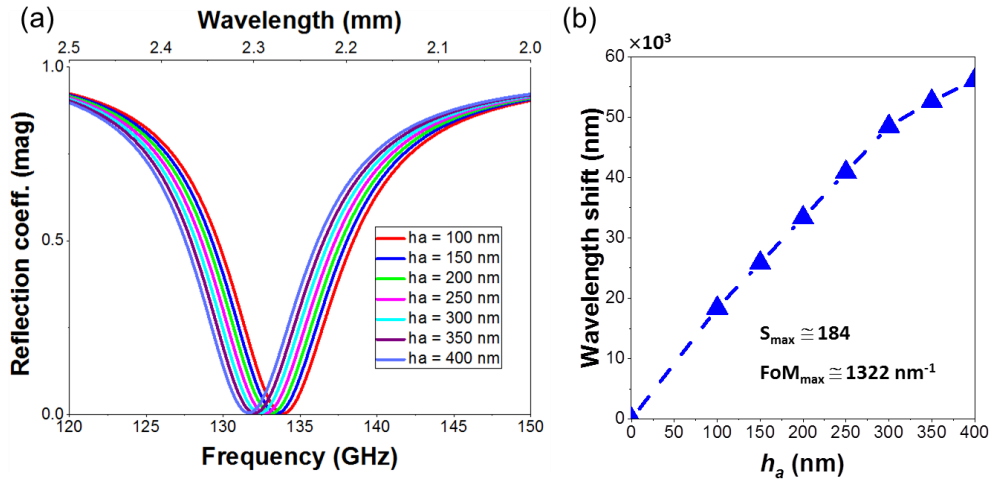 (a)
Wavelength (mm)
2.5 2.4 2.3 2.2 2.1 2.0
Reflection coeff. (mag)
1.0
0.5
0.0
ha = 100 nm
ha = 150 nm
ha = 200 nm
ha = 250 nm
ha = 300 nm
ha = 350 nm
ha = 400 nm
120 125 130 135 140 145 150
Frequency (GHz)
(b)
×10³
Wavelength shift (nm)
60
50
40
30
20
10
0
Smax ≅ 184
FoMmax ≅ 1322 nm⁻¹
0 50 100 150 200 250 300 350 400
ha (nm)